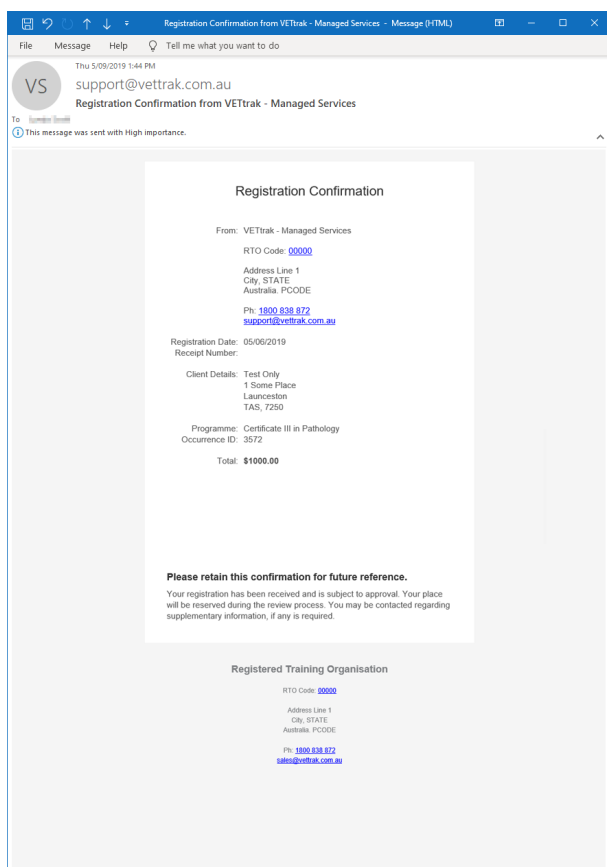 Registration Confirmation from VETtrak - Managed Services - Message (HTML)
File Message Help Tell me what you want to do
Thu 5/09/2019 1:44 PM
VS
support@vettrak.com.au
Registration Confirmation from VETtrak - Managed Services
To
This message was sent with High importance.
Registration Confirmation
From: VETtrak - Managed Services
RTO Code: 00000
Address Line 1
City, STATE
Australia. PCODE
Ph: 1800 838 872
support@vettrak.com.au
Registration Date: 05/06/2019
Receipt Number:
Client Details: Test Only
1 Some Place
Launceston
TAS, 7250
Programme: Certificate III in Pathology
Occurrence ID: 3572
Total: $1000.00
Please retain this confirmation for future reference.
Your registration has been received and is subject to approval. Your place
will be reserved during the review process. You may be contacted regarding
supplementary information, if any is required.
Registered Training Organisation
RTO Code: 00000
Address Line 1
City, STATE
Australia. PCODE
Ph: 1800 838 872
sales@vettrak.com.au